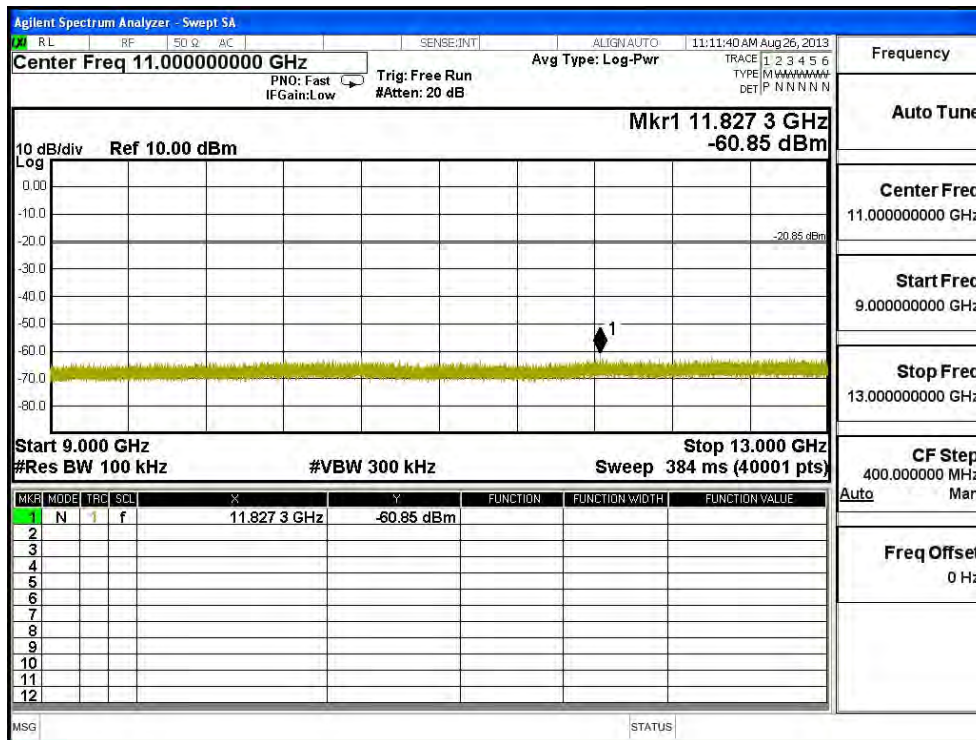 Agilent Spectrum Analyzer - Swept SA
RL RF 50 Ω AC SENSE:INT ALIGN AUTO 11:11:40 AM Aug 26, 2013
Center Freq 11.000000000 GHz
PNO: Fast
IFGain:Low
Trig: Free Run
#Atten: 20 dB
Avg Type: Log-Pwr
TRACE 1 2 3 4 5 6
TYPE M WWWWW
DET P N N N N N
Mkr1 11.827 3 GHz
-60.85 dBm
10 dB/div Ref 10.00 dBm
Log
0.00
-10.0
-20.0
-20.85 dBm
-30.0
-40.0
-50.0
1
-60.0
-70.0
-80.0
Start 9.000 GHz Stop 13.000 GHz
#Res BW 100 kHz #VBW 300 kHz Sweep 384 ms (40001 pts)
MKR MODE TRC SCL X Y FUNCTION FUNCTION WIDTH FUNCTION VALUE
1 N 1 f 11.827 3 GHz -60.85 dBm
2
3
4
5
6
7
8
9
10
11
12
MSG STATUS
Frequency
Auto Tune
Center Freq
11.000000000 GHz
Start Freq
9.000000000 GHz
Stop Freq
13.000000000 GHz
CF Step
400.000000 MHz
Auto Man
Freq Offset
0 Hz